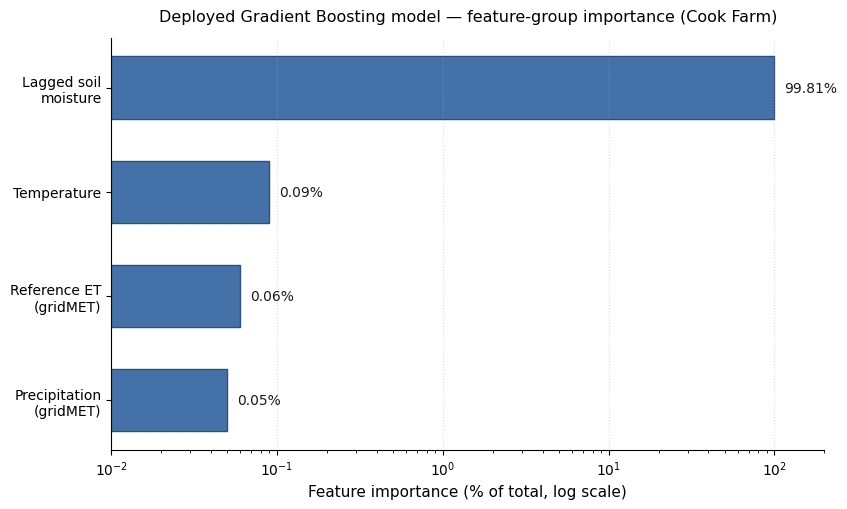 Deployed Gradient Boosting model — feature-group importance (Cook Farm)
Lagged soil
moisture
99.81%
Temperature
0.09%
Reference ET
(gridMET)
0.06%
Precipitation
(gridMET)
0.05%
10⁻² 10⁻¹ 10⁰ 10¹ 10²
Feature importance (% of total, log scale)